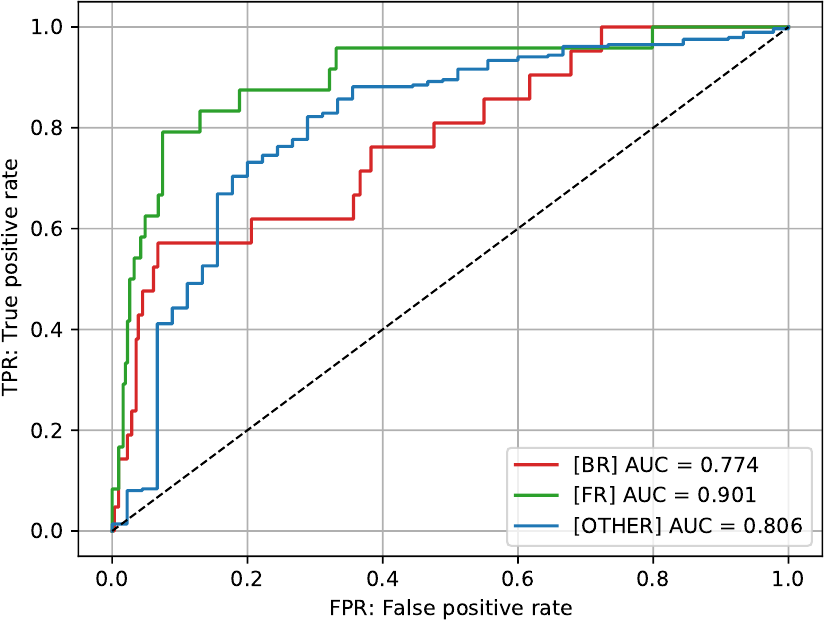 1.0
0.8
0.6
0.4
0.2
0.0
TPR: True positive rate
[BR] AUC = 0.774
[FR] AUC = 0.901
[OTHER] AUC = 0.806
0.0 0.2 0.4 0.6 0.8 1.0
FPR: False positive rate